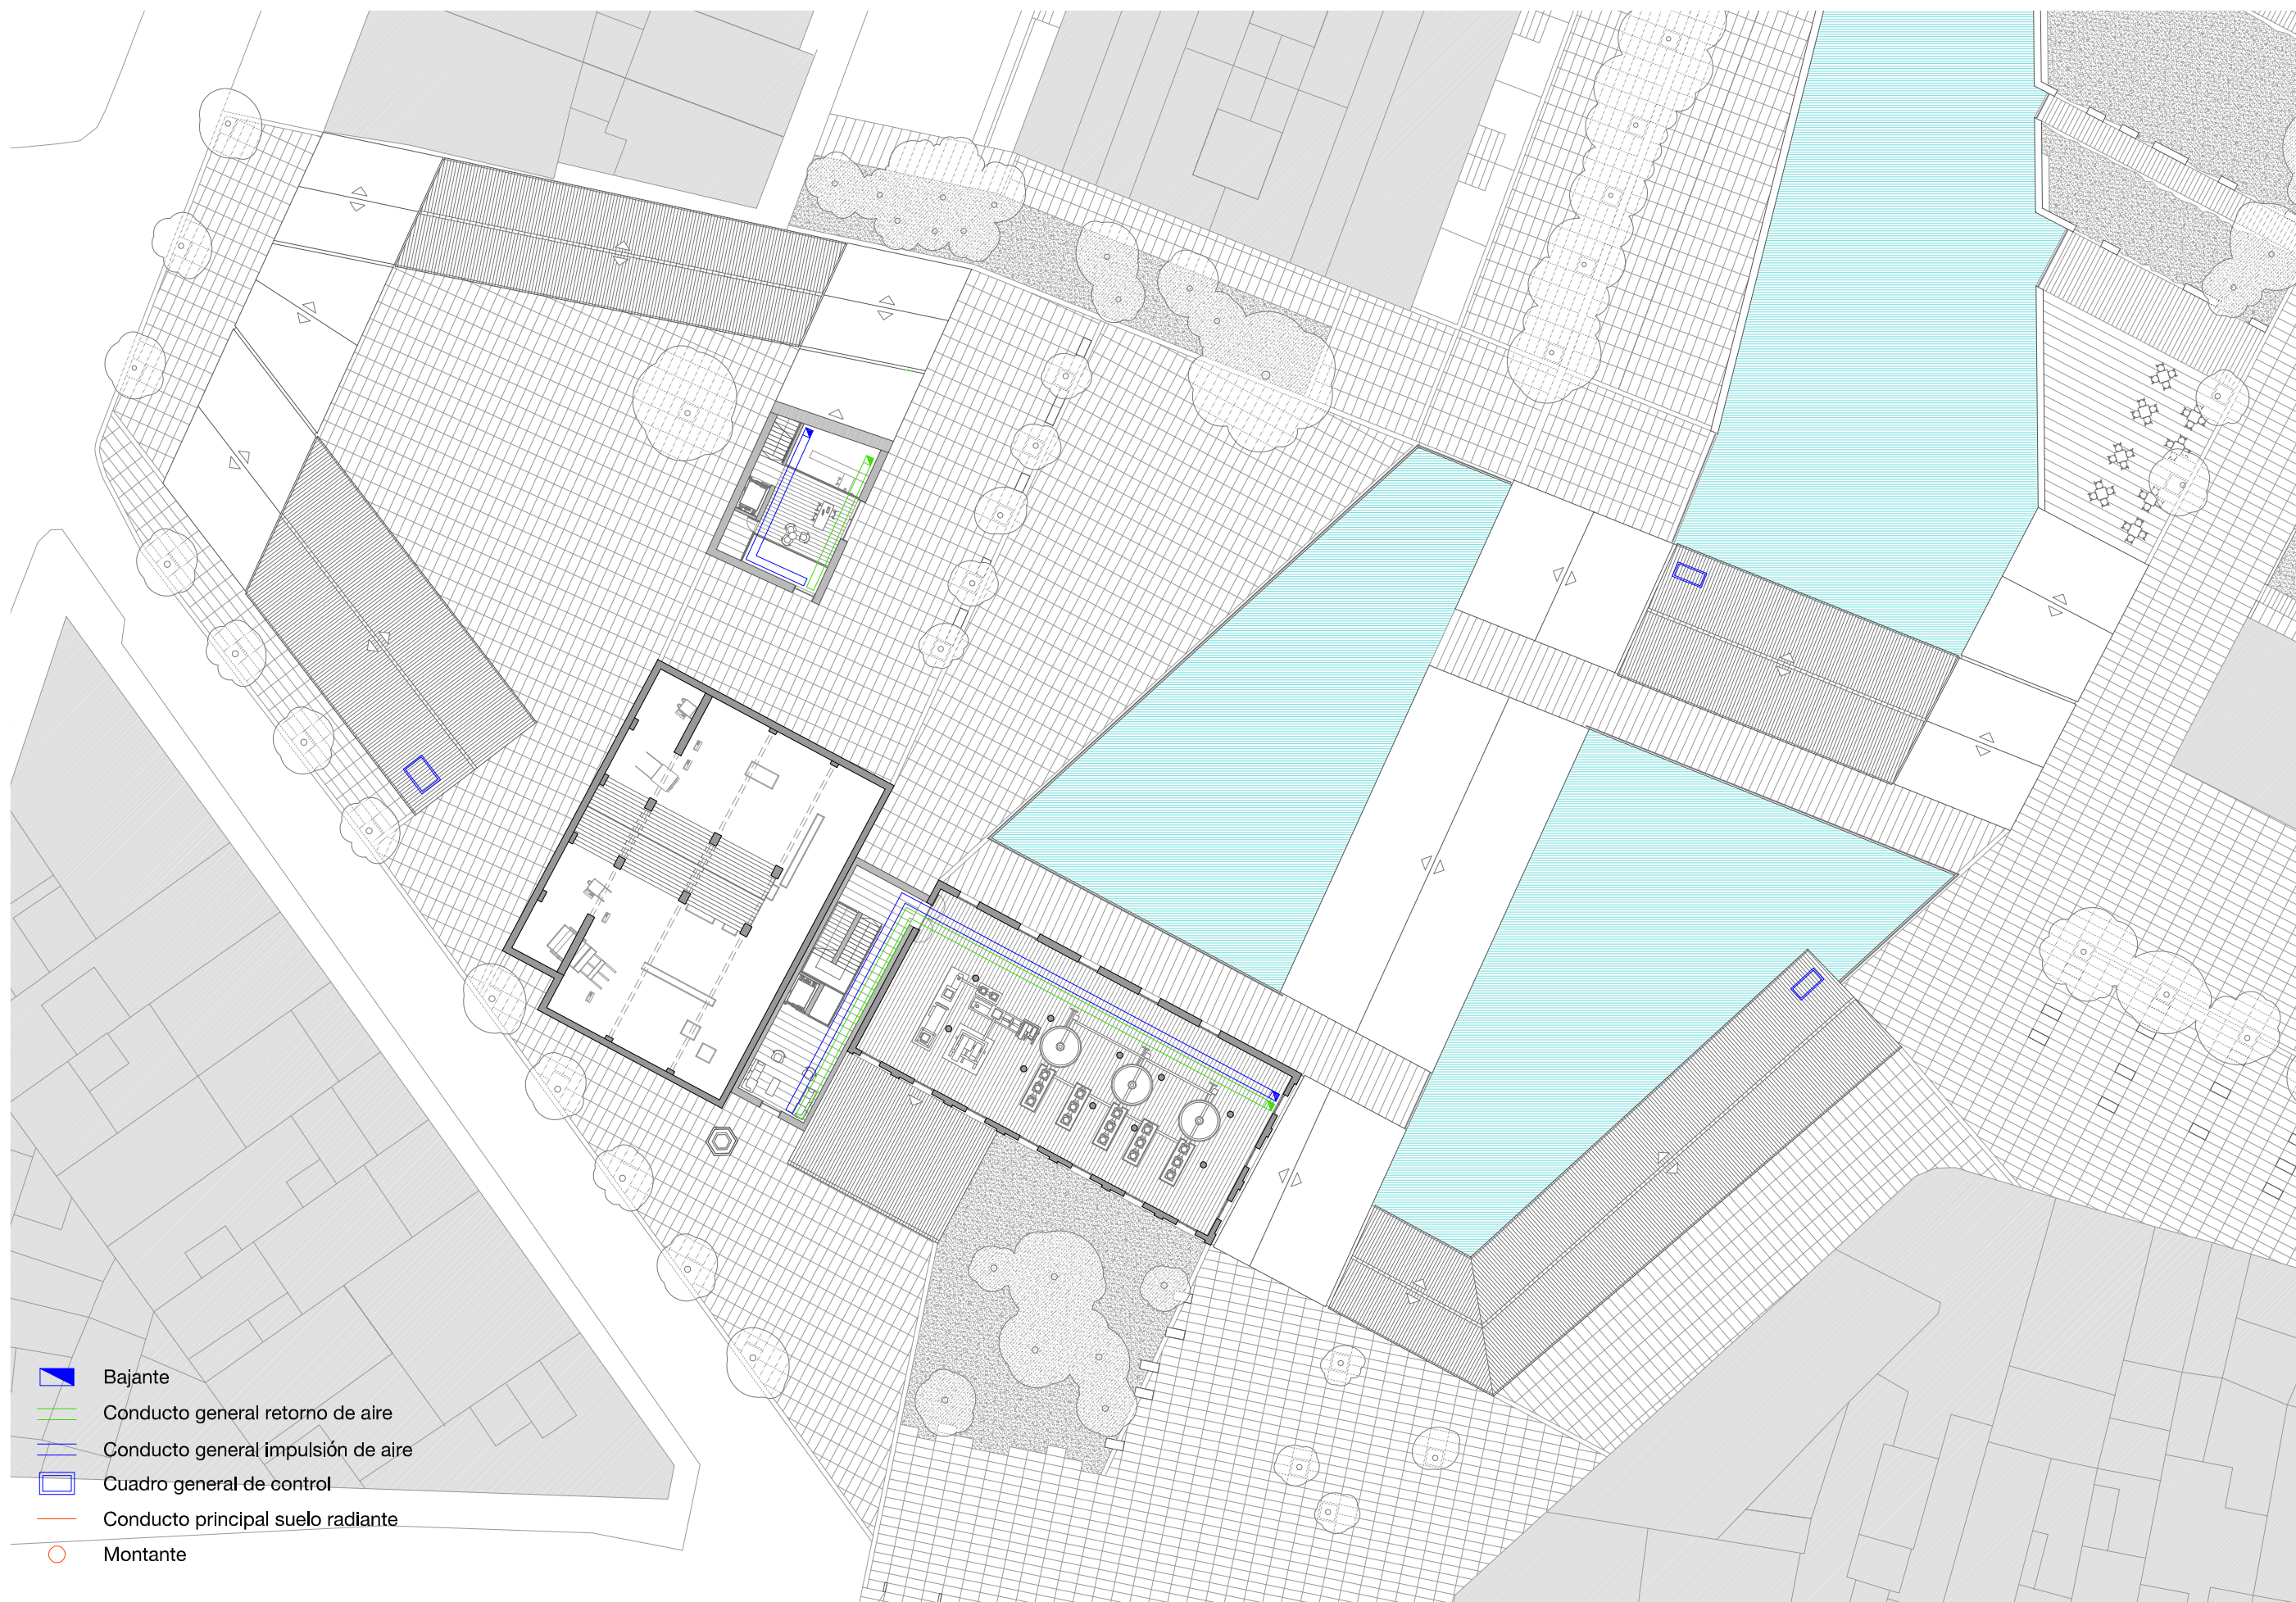 Bajante
Conducto general retorno de aire
Conducto general impulsión de aire
Cuadro general de control
Conducto principal suelo radiante
Montante